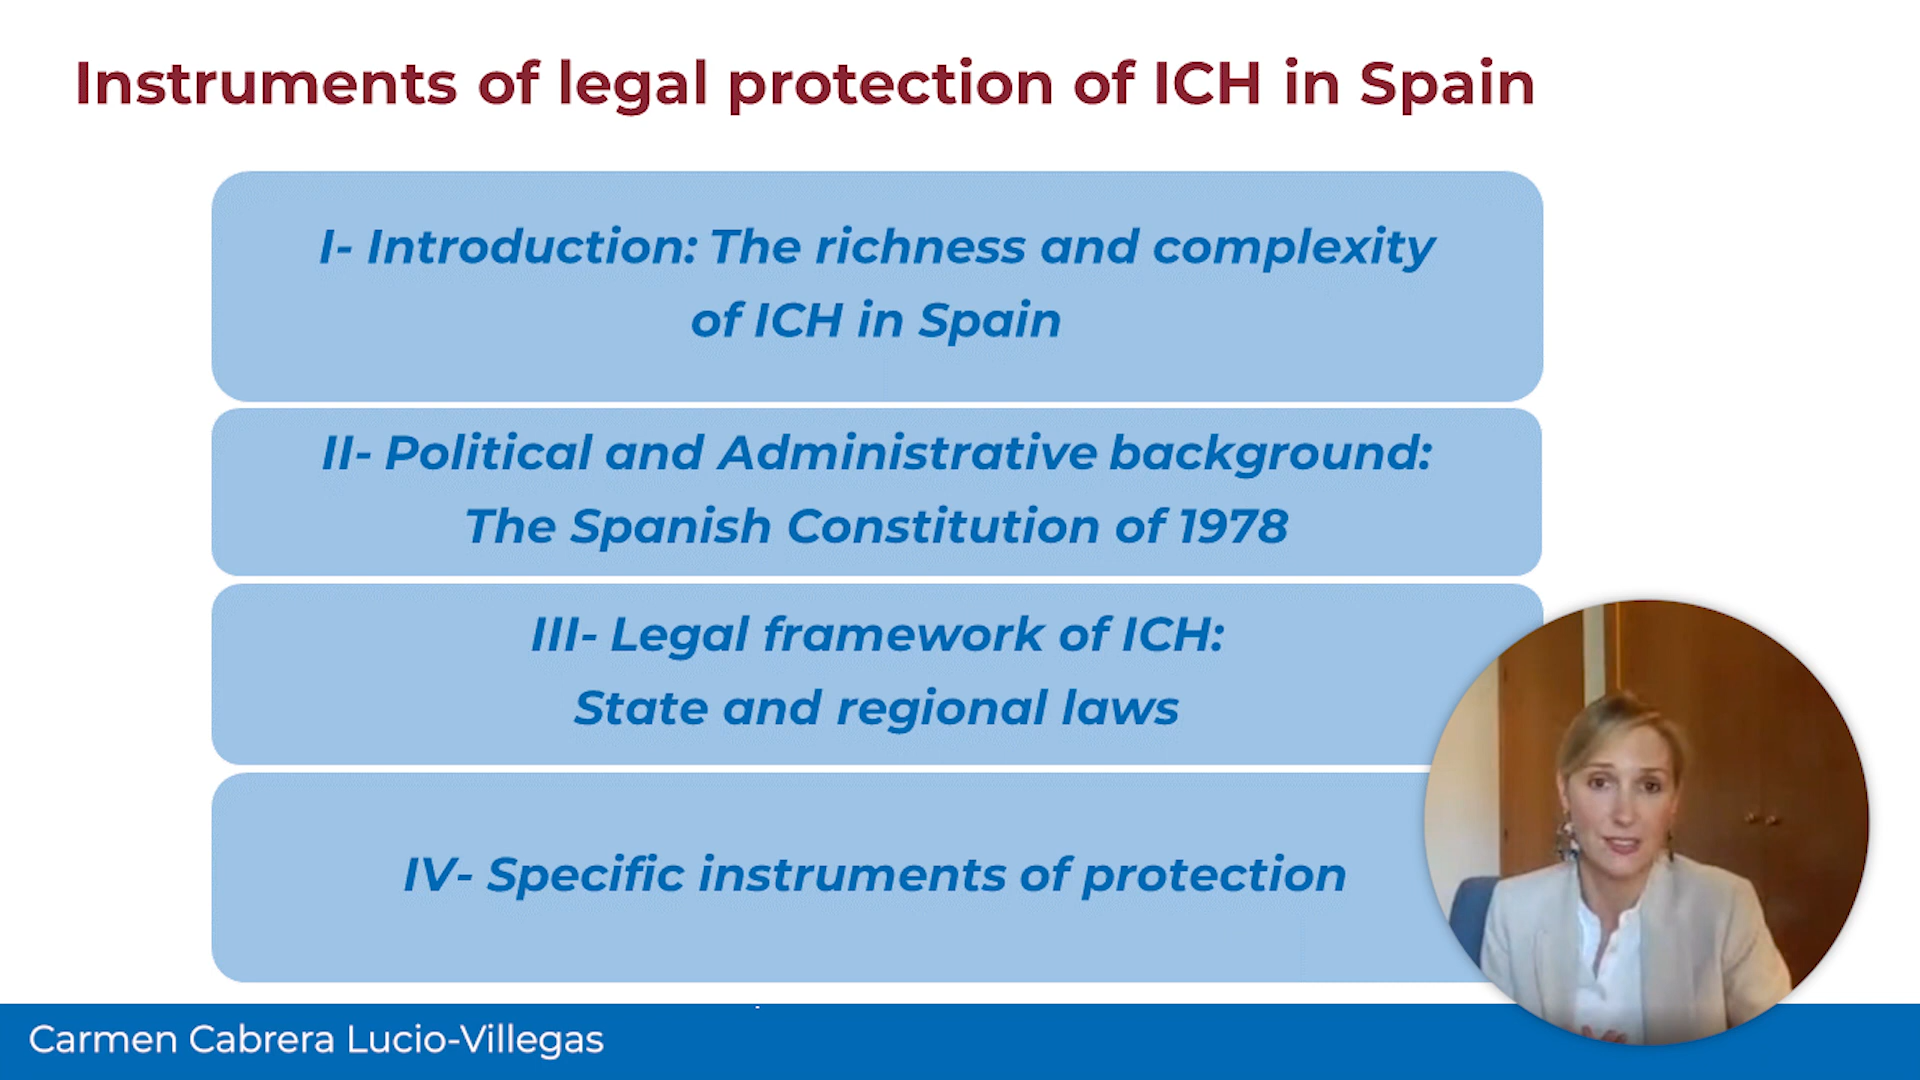 Instruments of legal protection of ICH in Spain
I- Introduction: The richness and complexity
of ICH in Spain
II- Political and Administrative background:
The Spanish Constitution of 1978
III- Legal framework of ICH:
State and regional laws
IV- Specific instruments of protection
Carmen Cabrera Lucio-Villegas